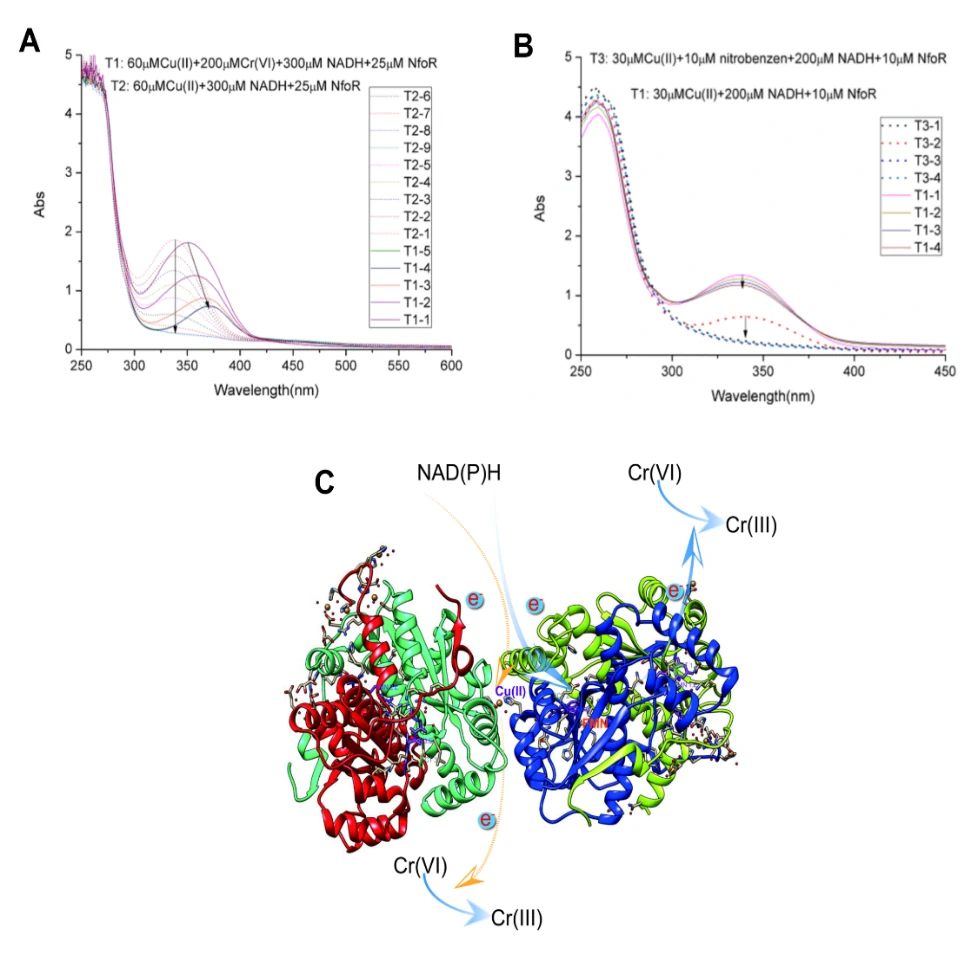 A
T1: 60μMCu(II)+200μMCr(VI)+300μM NADH+25μM NfoR
T2: 60μMCu(II)+300μM NADH+25μM NfoR
T2-6
T2-7
T2-8
T2-9
T2-5
T2-4
T2-3
T2-2
T2-1
T1-5
T1-4
T1-3
T1-2
T1-1
5
4
3
2
1
0
Abs
250 300 350 400 450 500 550 600
Wavelength(nm)
B
T3: 30μMCu(II)+10μM nitrobenzen+200μM NADH+10μM NfoR
T1: 30μMCu(II)+200μM NADH+10μM NfoR
T3-1
T3-2
T3-3
T3-4
T1-1
T1-2
T1-3
T1-4
5
4
3
2
1
0
Abs
250 300 350 400 450
Wavelength(nm)
C
NAD(P)H
Cr(VI)
Cr(III)
e-
e-
e-
Cu(II)
FMN
e-
Cr(VI)
Cr(III)